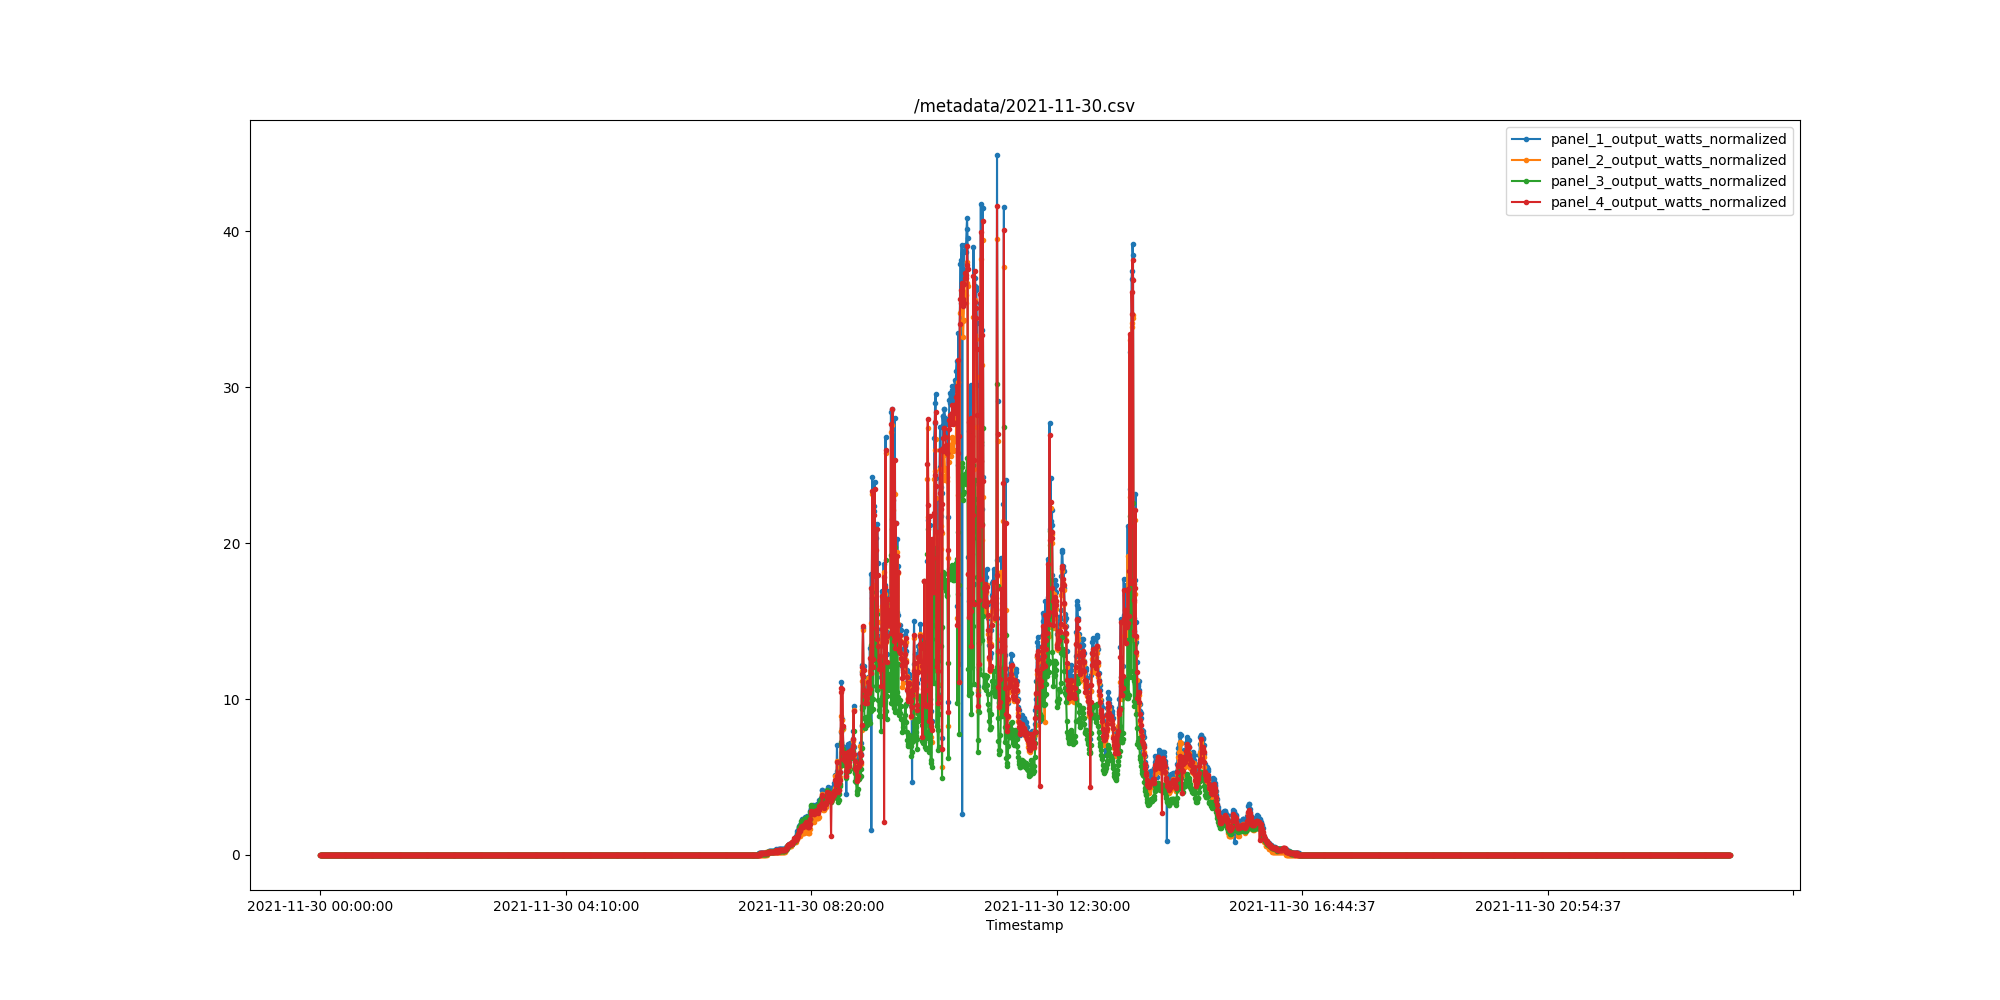 /metadata/2021-11-30.csv
panel_1_output_watts_normalized
panel_2_output_watts_normalized
panel_3_output_watts_normalized
panel_4_output_watts_normalized
40
30
20
10
0
2021-11-30 00:00:00 2021-11-30 04:10:00 2021-11-30 08:20:00 2021-11-30 12:30:00 2021-11-30 16:44:37 2021-11-30 20:54:37
Timestamp